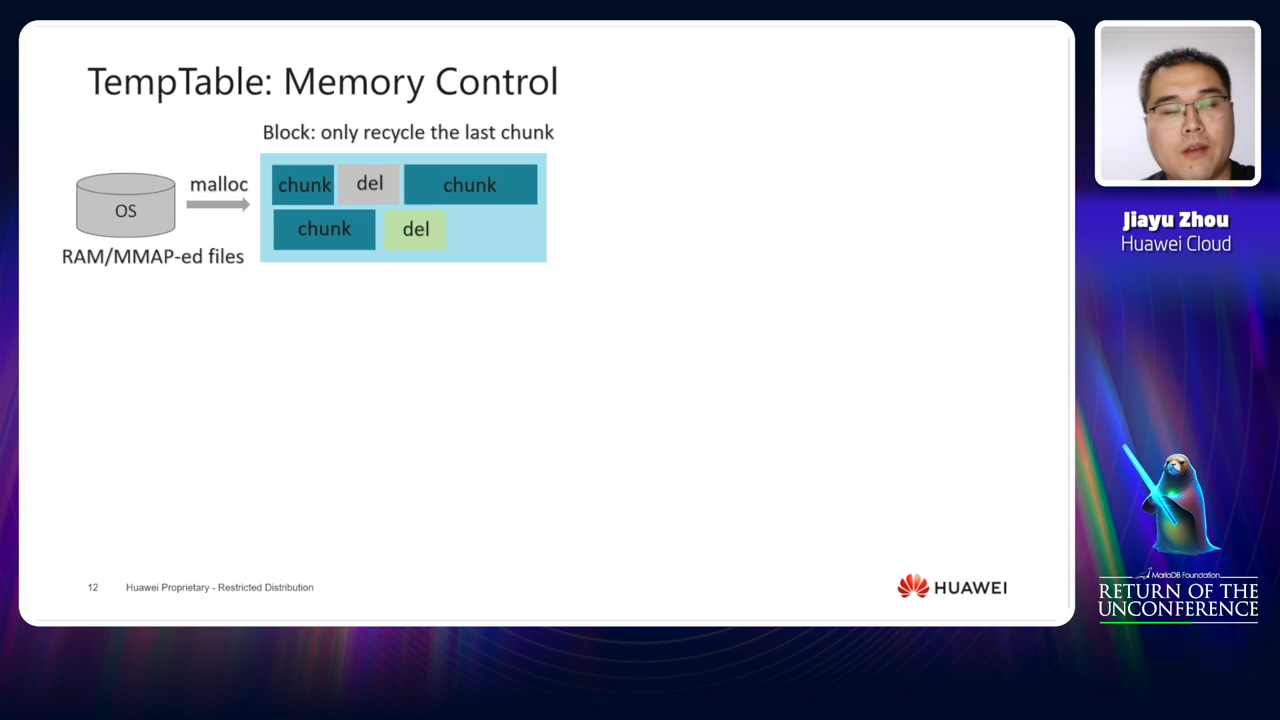 TempTable: Memory Control
Block: only recycle the last chunk
malloc
chunk
del
chunk
OS
chunk
del
RAM/MMAP-ed files
12
Huawei Proprietary - Restricted Distribution
HUAWEI
Jiayu Zhou
Huawei Cloud
MariaDB Foundation
RETURN OF THE
UNCONFERENCE